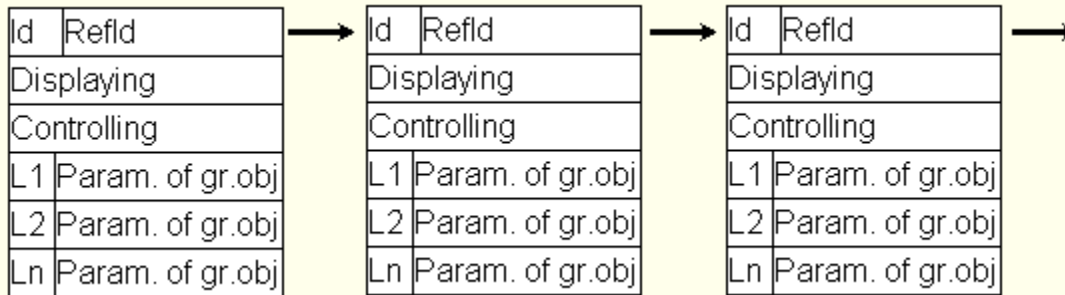 Id RefId
Displaying
Controlling
L1 Param. of gr.obj
L2 Param. of gr.obj
Ln Param. of gr.obj
Id RefId
Displaying
Controlling
L1 Param. of gr.obj
L2 Param. of gr.obj
Ln Param. of gr.obj
Id RefId
Displaying
Controlling
L1 Param. of gr.obj
L2 Param. of gr.obj
Ln Param. of gr.obj